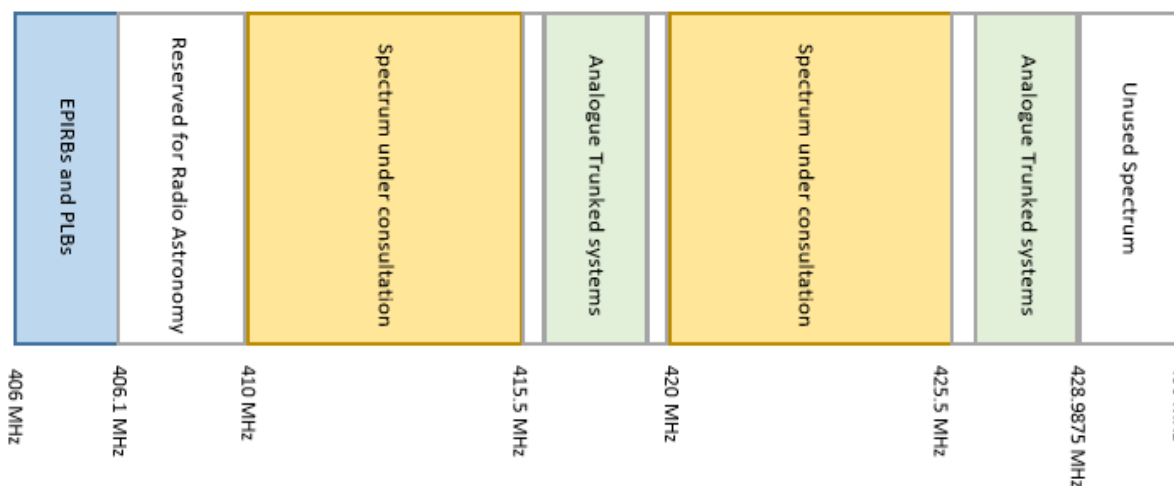 EPIRBs and PLBs
Reserved for Radio Astronomy
Spectrum under consultation
Analogue Trunked systems
Spectrum under consultation
Analogue Trunked systems
Unused Spectrum
406 MHz
406.1 MHz
410 MHz
415.5 MHz
420 MHz
425.5 MHz
428.9875 MHz